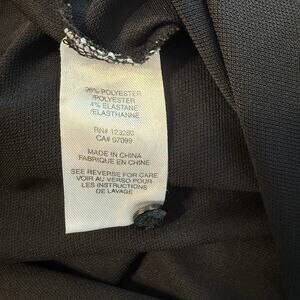 96% POLYESTER
/POLYESTER
4% ELASTANE
/ELASTHANNE
RN# 123280
CA# 07099
MADE IN CHINA
FABRIQUE EN CHINE
SEE REVERSE FOR CARE
VOIR AU VERSO POUR
LES INSTRUCTIONS
DE LAVAGE